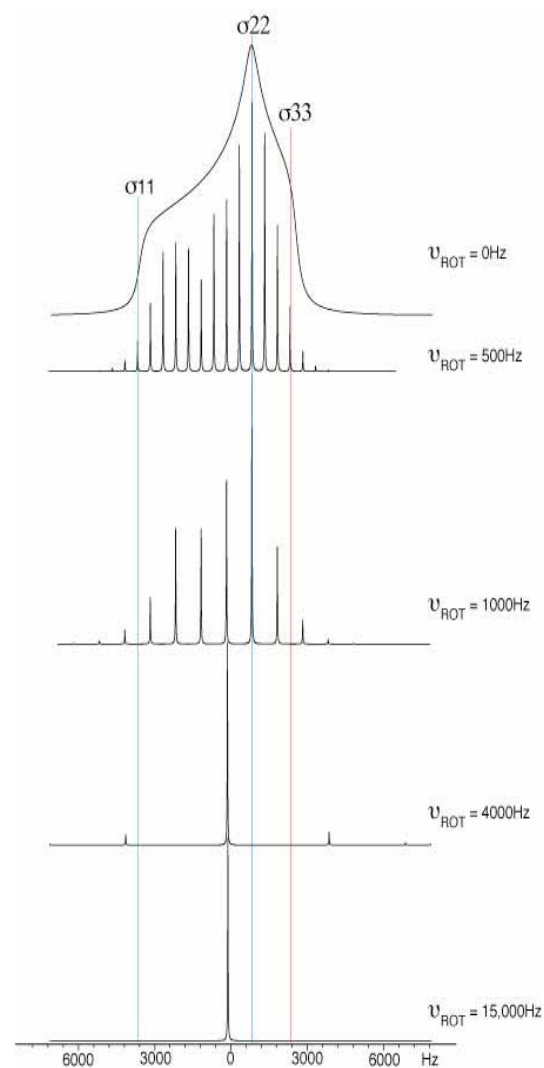 σ22
σ33
σ11
υROT = 0Hz
υROT = 500Hz
υROT = 1000Hz
υROT = 4000Hz
υROT = 15,000Hz
6000 3000 0 3000 6000 Hz